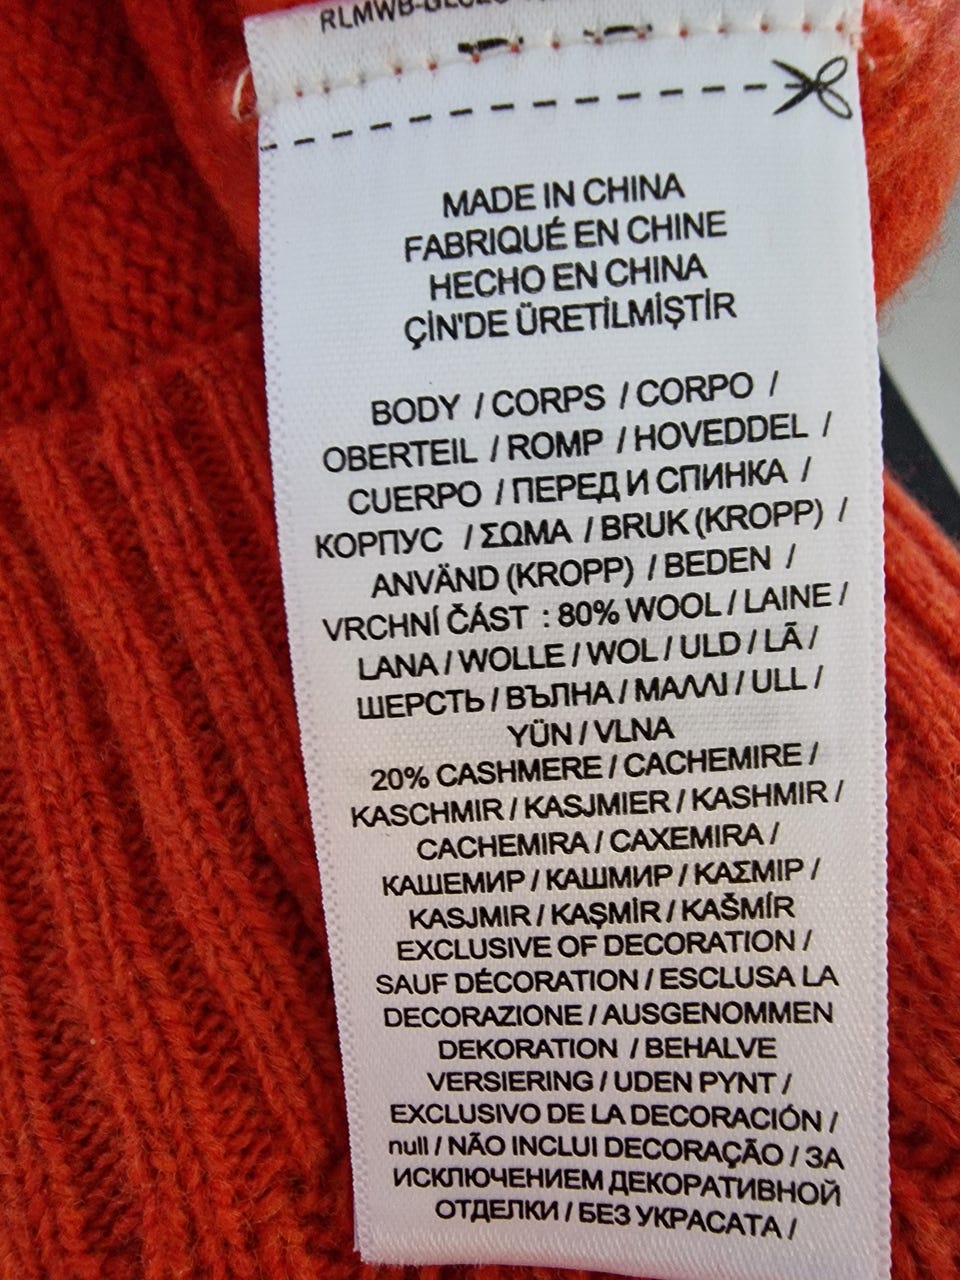 MADE IN CHINA
FABRIQUÉ EN CHINE
HECHO EN CHINA
ÇİN'DE ÜRETİLMİŞTİR
BODY / CORPS / CORPO /
OBERTEIL / ROMP / HOVEDDEL /
CUERPO / ПЕРЕД И СПИНКА /
КОРПУС / ΣΩΜΑ / BRUK (KROPP) /
ANVÄND (KROPP) / BEDEN /
VRCHNÍ ČÁST : 80% WOOL / LAINE /
LANA / WOLLE / WOL / ULD / LÃ /
ШЕРСТЬ / ВЪЛНА / ΜΑΛΛΙ / ULL /
YÜN / VLNA
20% CASHMERE / CACHEMIRE /
KASCHMIR / KASJMIER / KASHMIR /
CACHEMIRA / CAXEMIRA /
КАШЕМИР / КАШМИР / ΚΑΣΜΙΡ /
KASJMIR / KAŞMİR / KAŠMÍR
EXCLUSIVE OF DECORATION /
SAUF DÉCORATION / ESCLUSA LA
DECORAZIONE / AUSGENOMMEN
DEKORATION / BEHALVE
VERSIERING / UDEN PYNT /
EXCLUSIVO DE LA DECORACIÓN /
null / NÃO INCLUI DECORAÇÃO / ЗА
ИСКЛЮЧЕНИЕМ ДЕКОРАТИВНОЙ
ОТДЕЛКИ / БЕЗ УКРАСАТА /